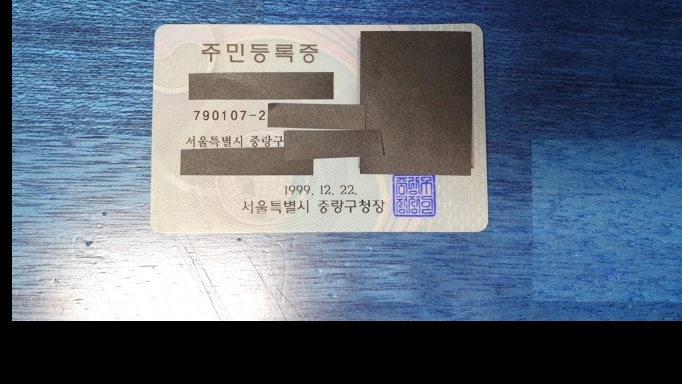 주민등록증
790107-2
서울특별시 중랑구
1999. 12. 22.
서울특별시 중랑구청장